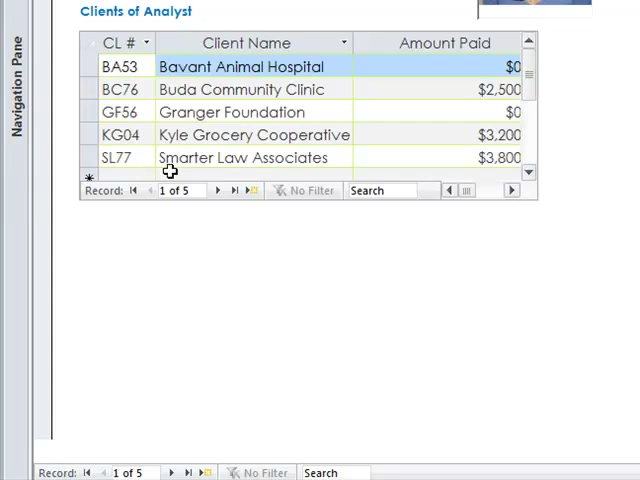 Clients of Analyst
CL # Client Name Amount Paid
BA53 Bavant Animal Hospital $0
BC76 Buda Community Clinic $2,500
GF56 Granger Foundation $0
KG04 Kyle Grocery Cooperative $3,200
SL77 Smarter Law Associates $3,800
Record: 1 of 5 No Filter Search
Navigation Pane
Record: 1 of 5 No Filter Search